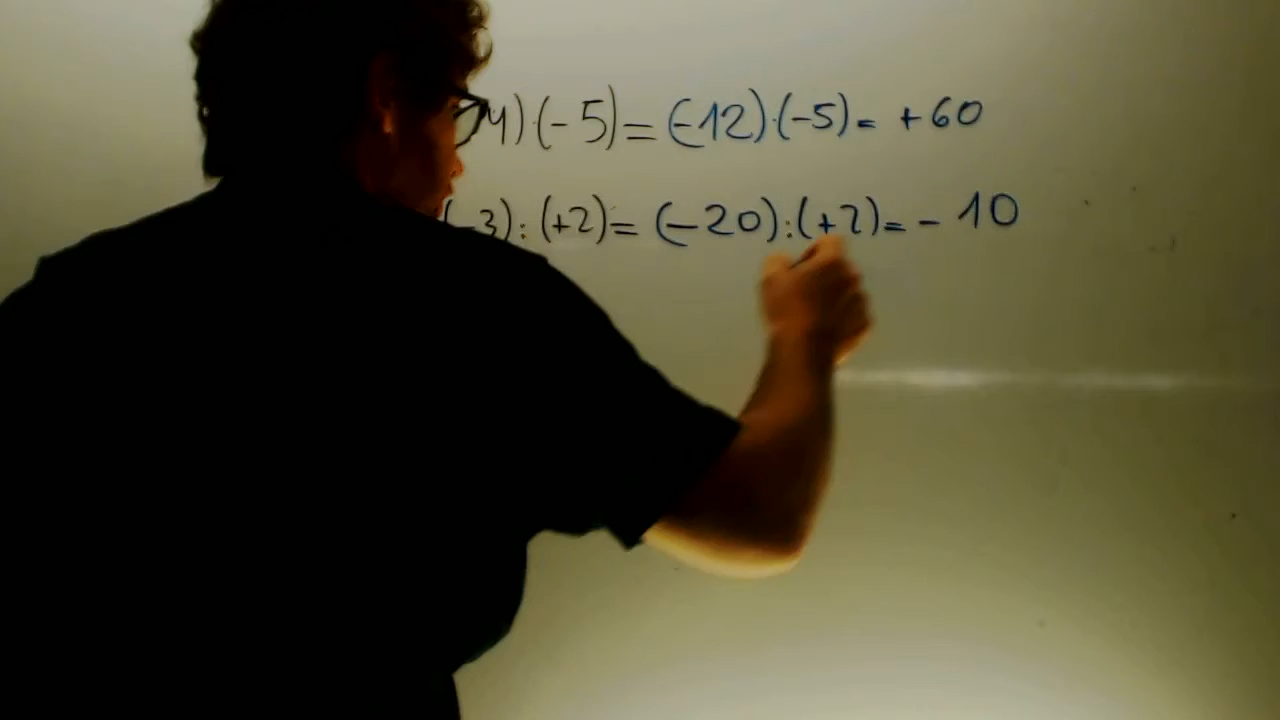 4)·(-5)=(-12)·(-5)= +60
(-3):(+2)=(-20):(+2)= - 10